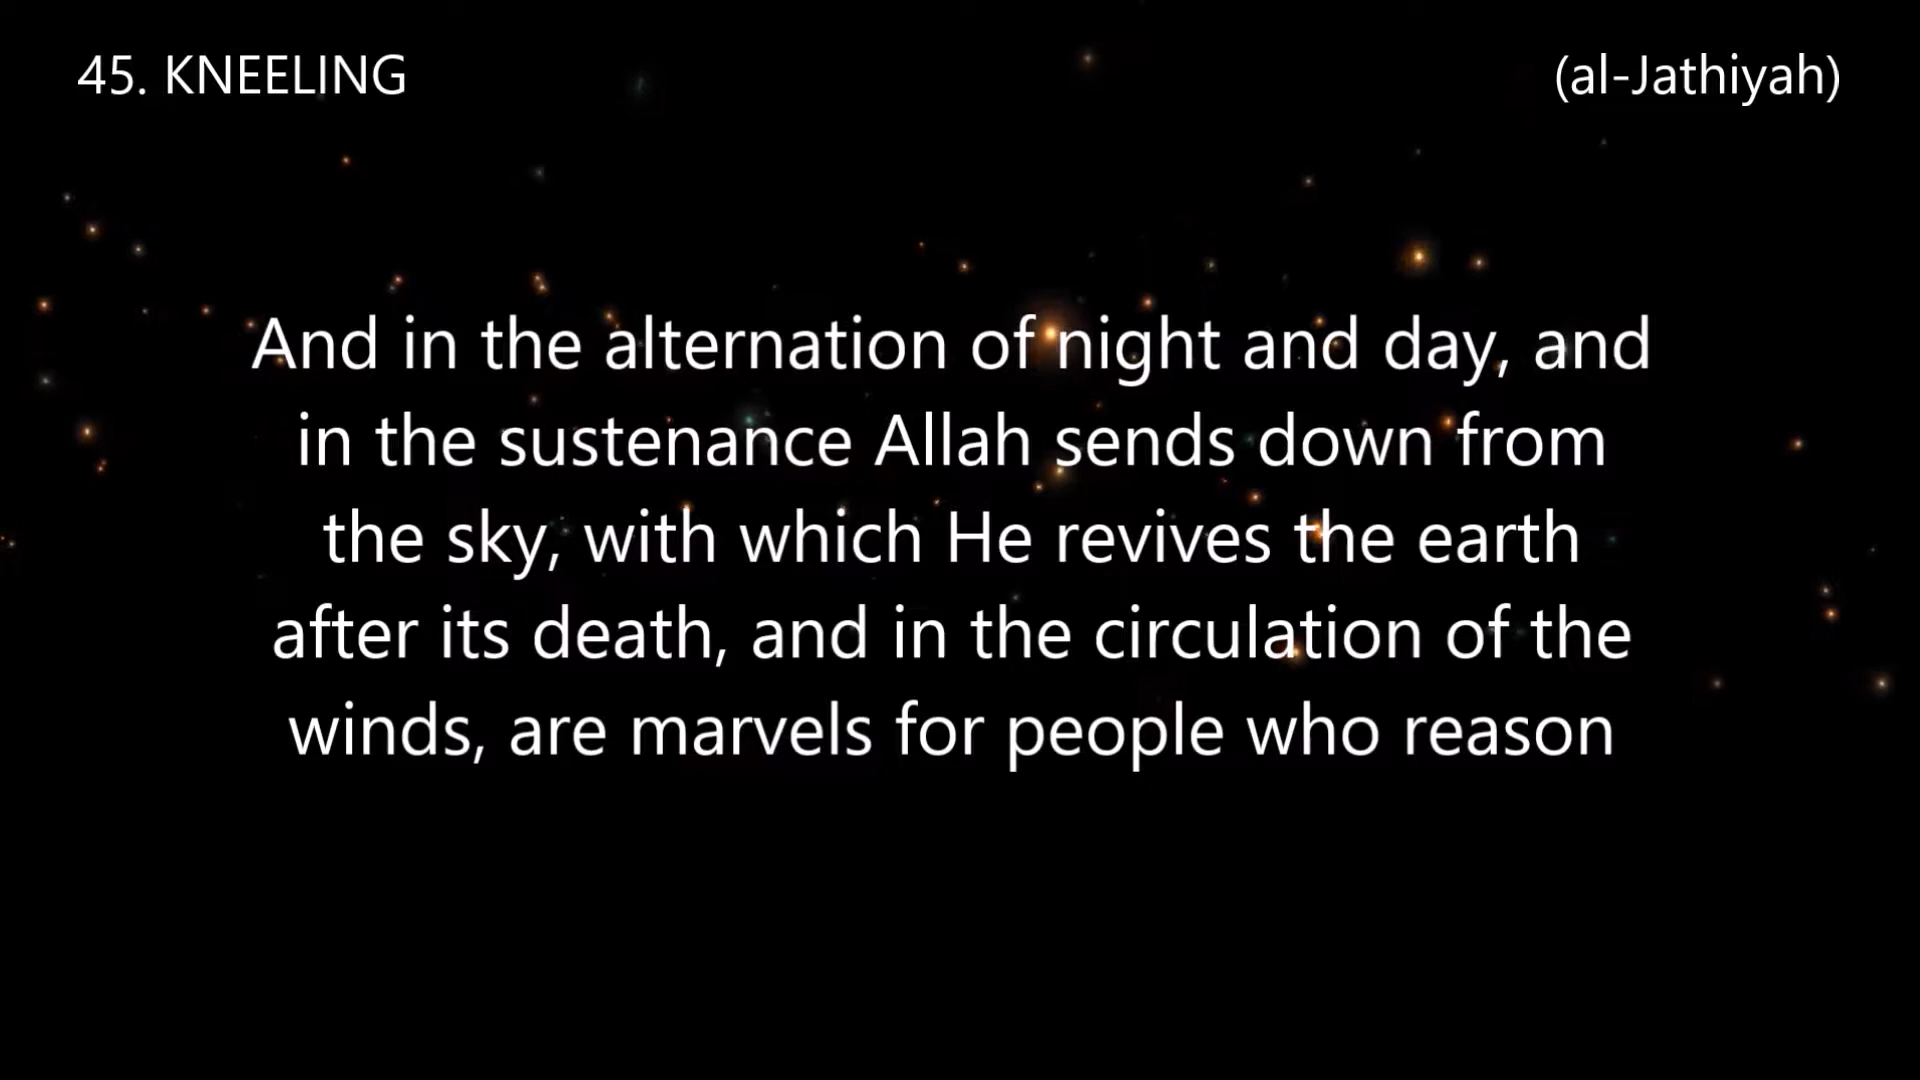 45. KNEELING
(al-Jathiyah)
And in the alternation of night and day, and
in the sustenance Allah sends down from
the sky, with which He revives the earth
after its death, and in the circulation of the
winds, are marvels for people who reason